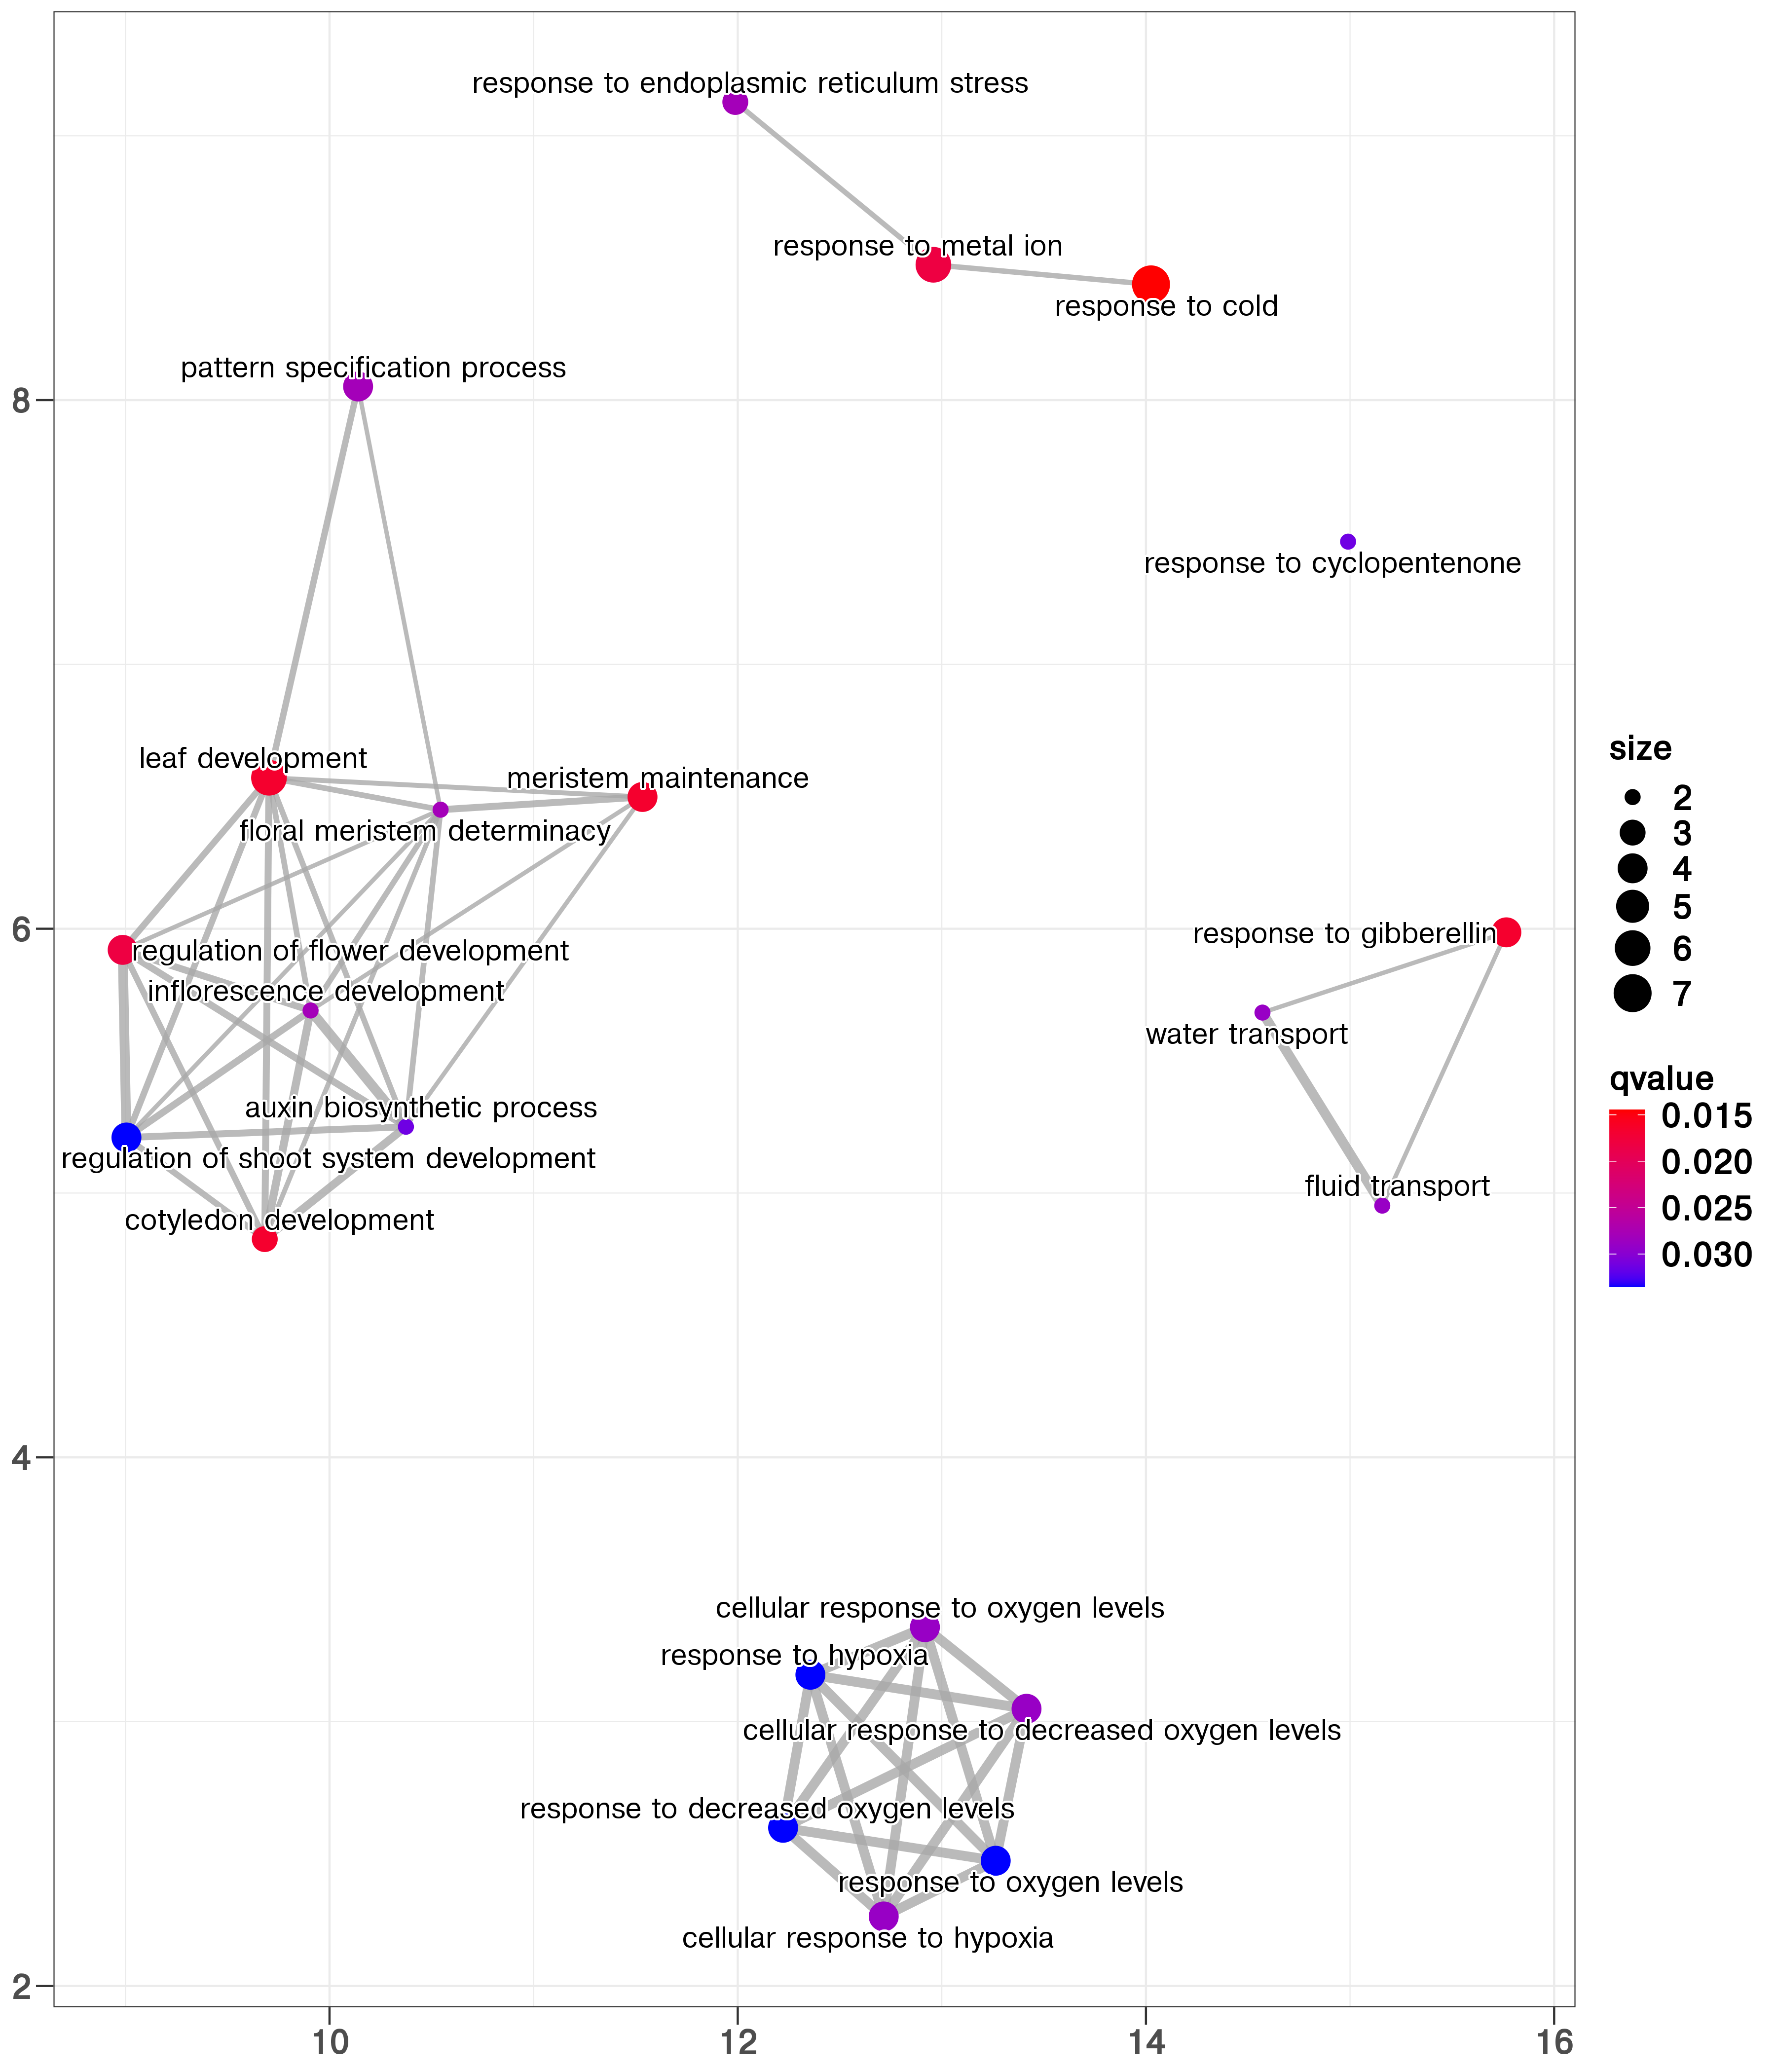 response to endoplasmic reticulum stress
response to metal ion
response to cold
pattern specification process
response to cyclopentenone
leaf development
meristem maintenance
floral meristem determinacy
regulation of flower development
inflorescence development
auxin biosynthetic process
regulation of shoot system development
cotyledon development
response to gibberellin
water transport
fluid transport
cellular response to oxygen levels
response to hypoxia
cellular response to decreased oxygen levels
response to decreased oxygen levels
response to oxygen levels
cellular response to hypoxia
8
6
4
2
10
12
14
16
size
2
3
4
5
6
7
qvalue
0.015
0.020
0.025
0.030